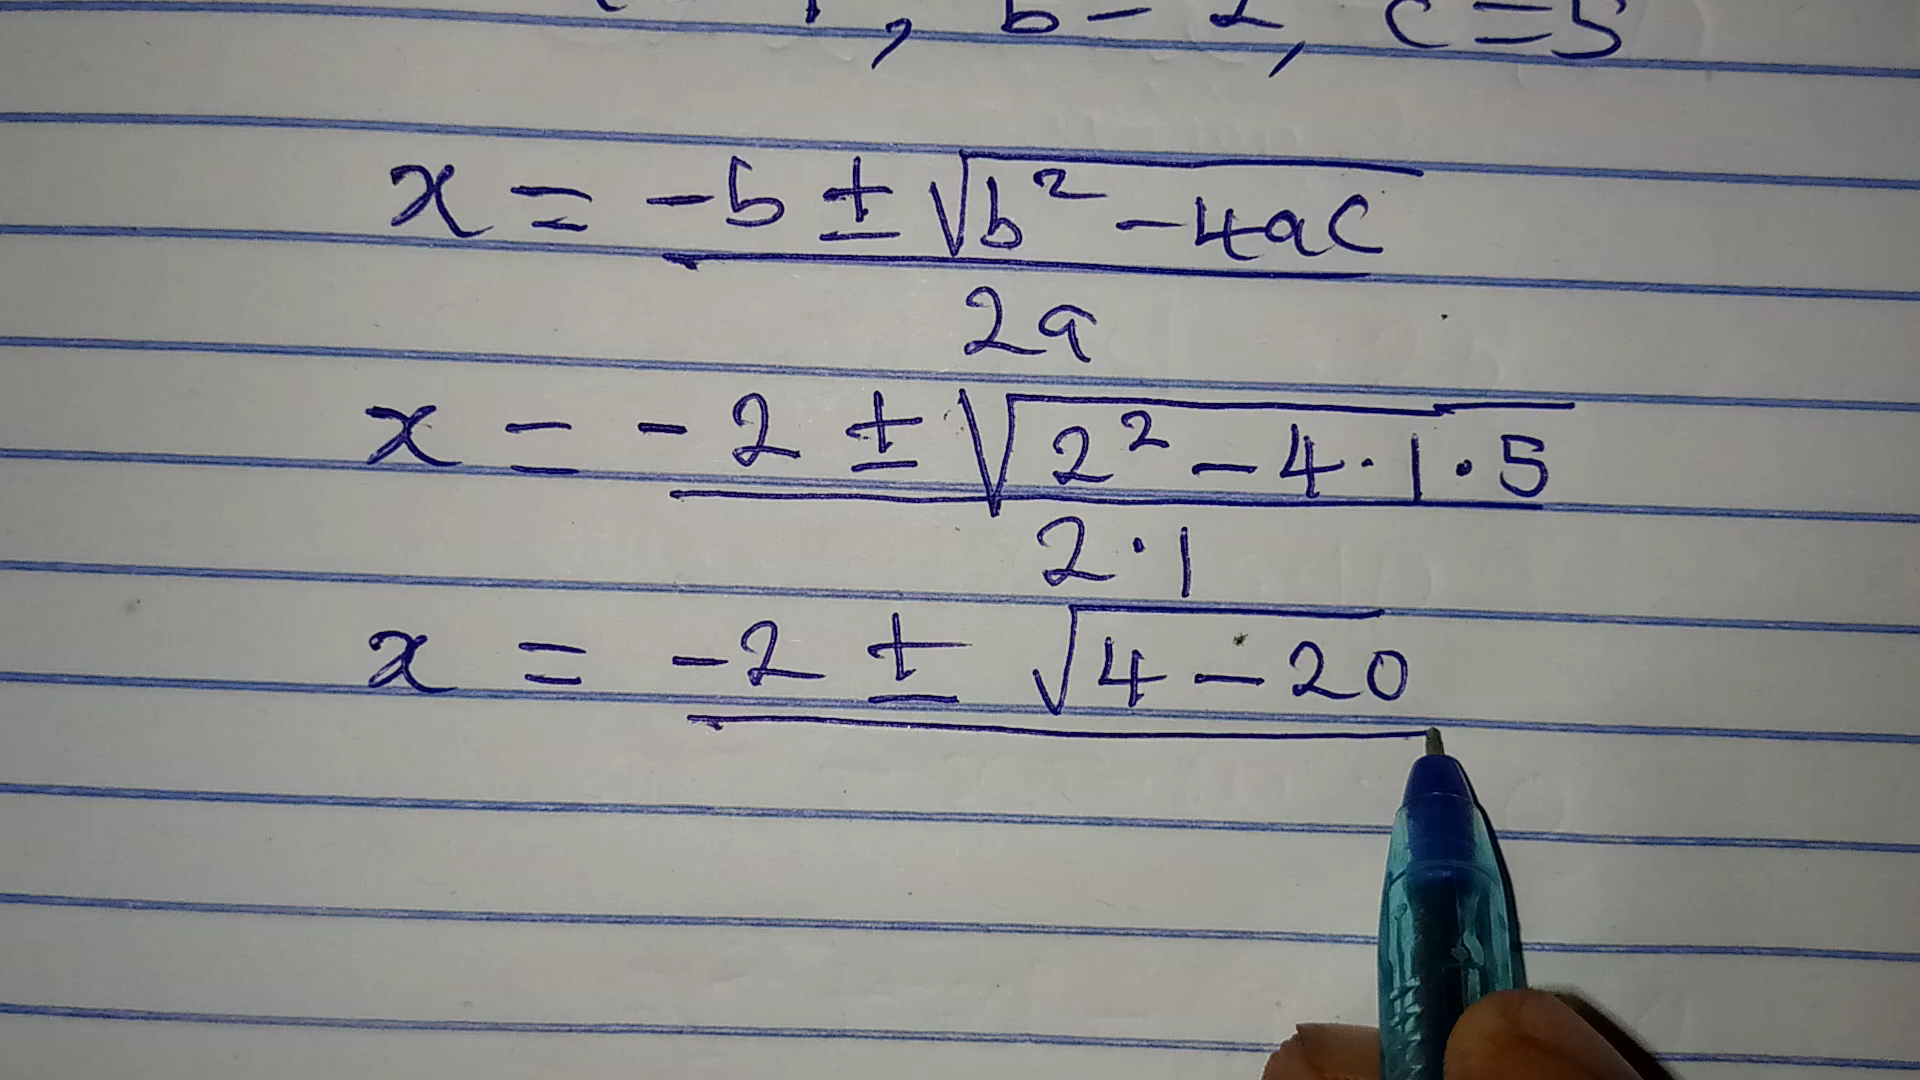 , b = 2, c = 5
x = -b ± √b² - 4ac
2a
x = -2 ± √2² - 4·1·5
2·1
x = -2 ± √4 - 20